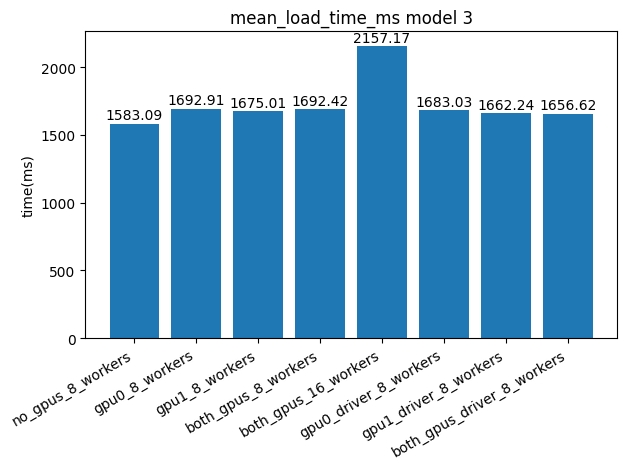 mean_load_time_ms model 3
2157.17
1583.09 1692.91 1675.01 1692.42 1683.03 1662.24 1656.62
time(ms)
2000
1500
1000
500
0
no_gpus_8_workers
gpu0_8_workers
gpu1_8_workers
both_gpus_8_workers
both_gpus_16_workers
gpu0_driver_8_workers
gpu1_driver_8_workers
both_gpus_driver_8_workers